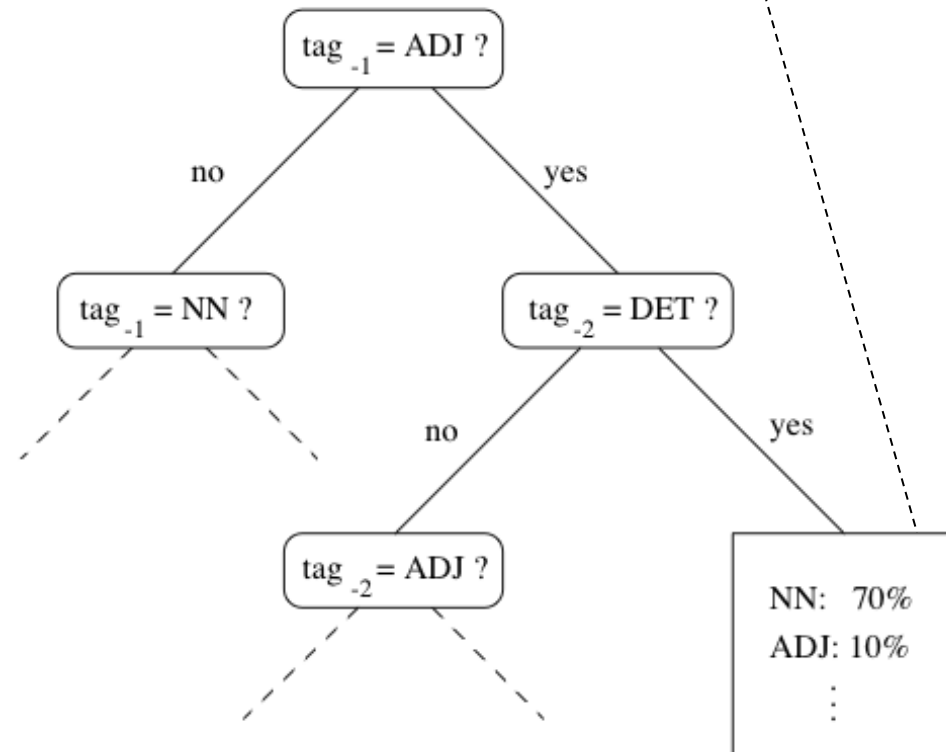 tag -1 = ADJ ?
no
yes
tag -1 = NN ?
tag -2 = DET ?
no
yes
tag -2 = ADJ ?
NN: 70%
ADJ: 10%